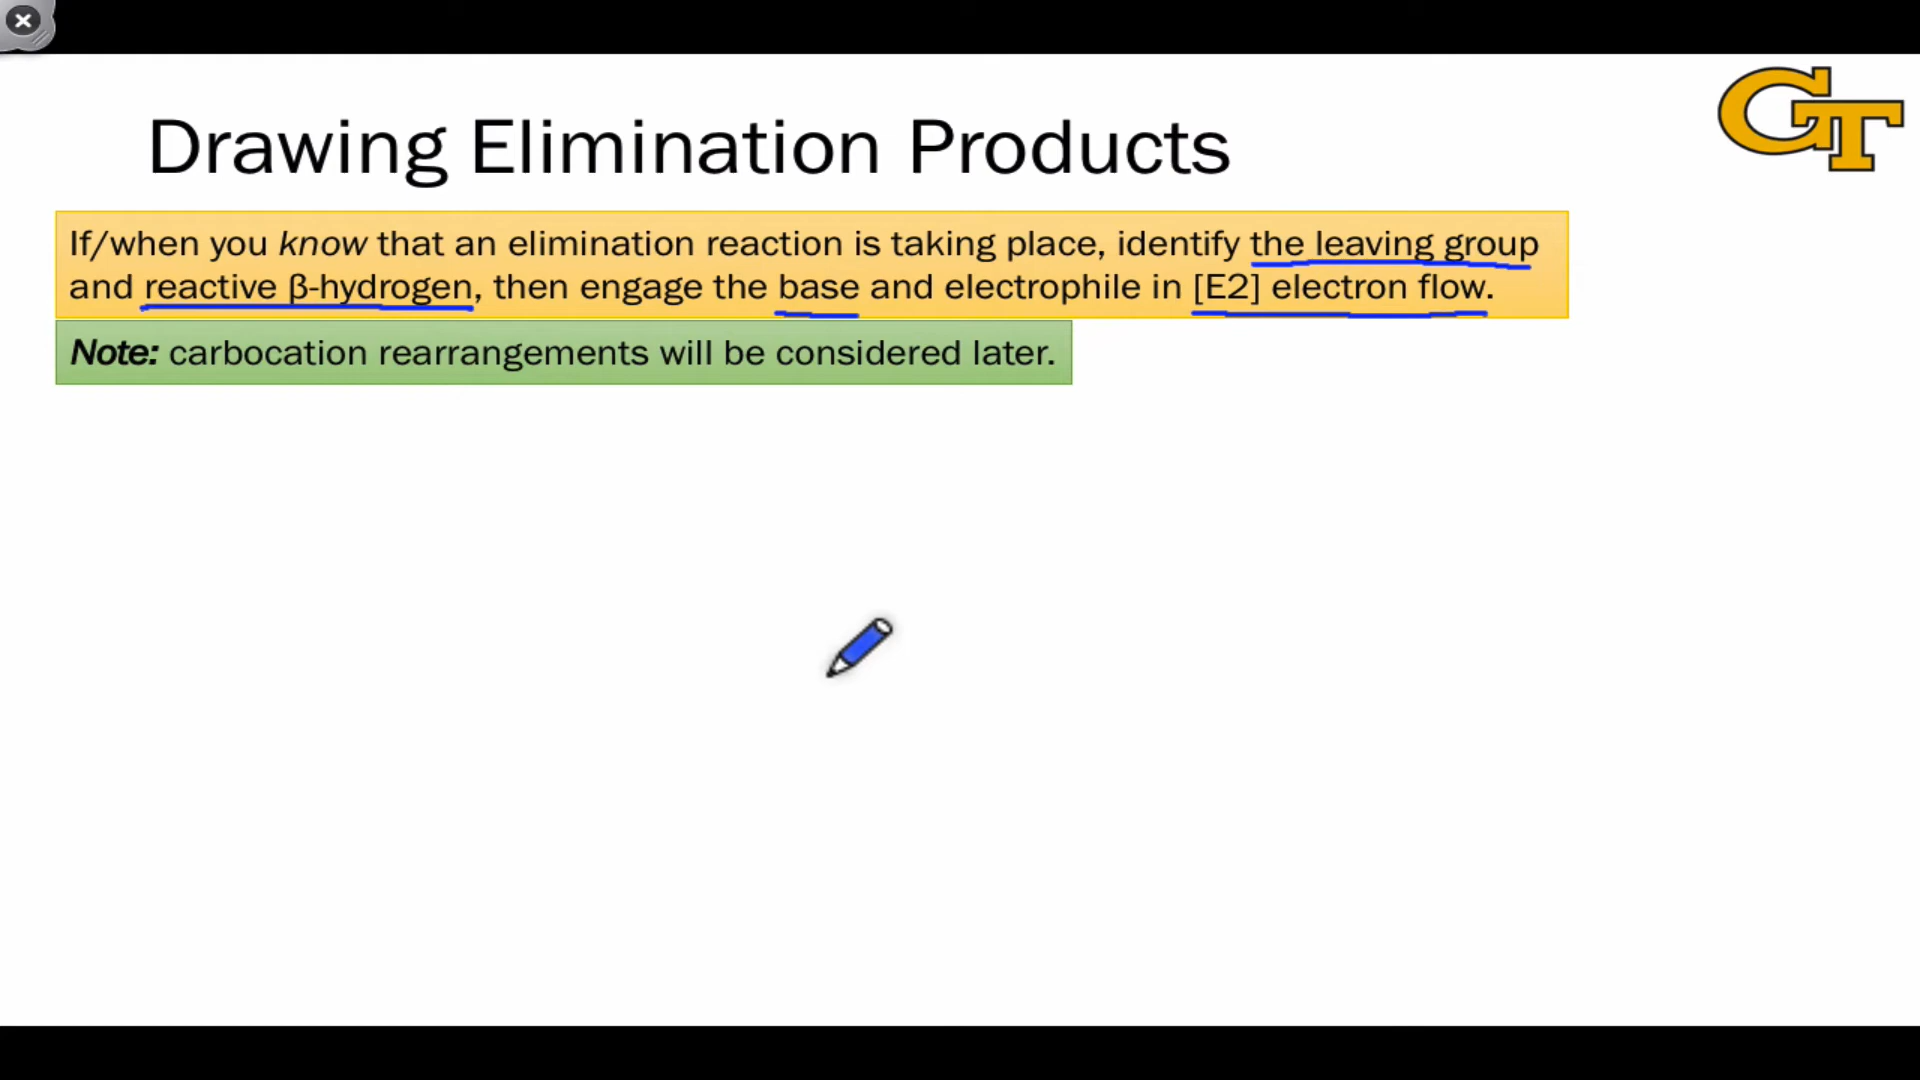 GT
Drawing Elimination Products
If/when you know that an elimination reaction is taking place, identify the leaving group
and reactive β-hydrogen, then engage the base and electrophile in [E2] electron flow.
Note: carbocation rearrangements will be considered later.